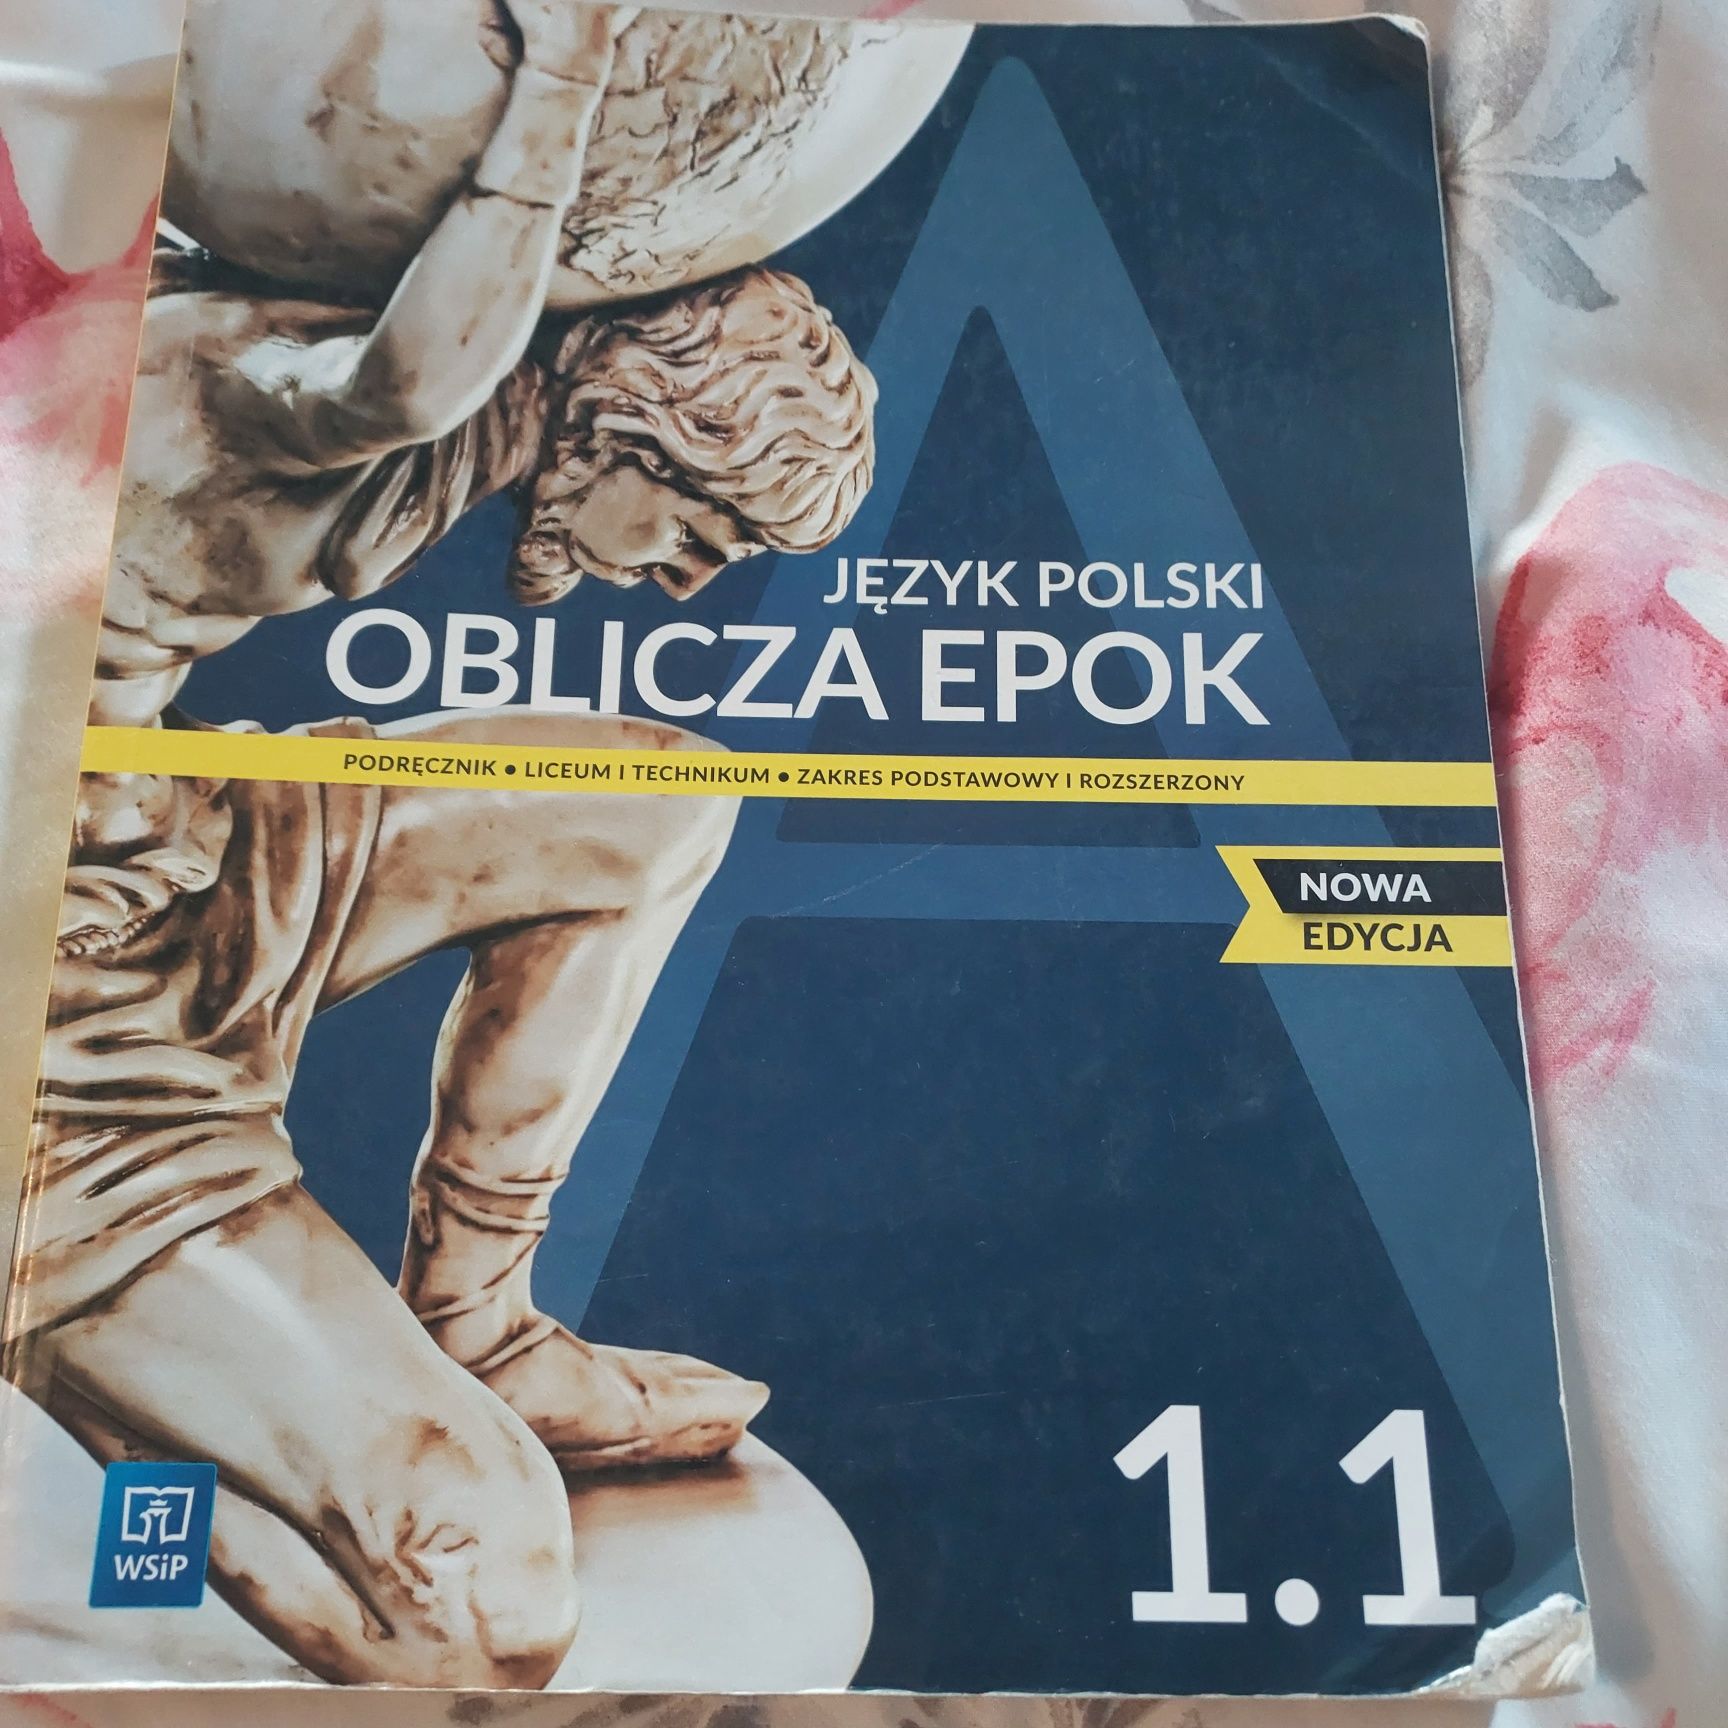 JĘZYK POLSKI
OBLICZA EPOK
PODRĘCZNIK • LICEUM I TECHNIKUM • ZAKRES PODSTAWOWY I ROZSZERZONY
NOWA
EDYCJA
1.1
WSiP